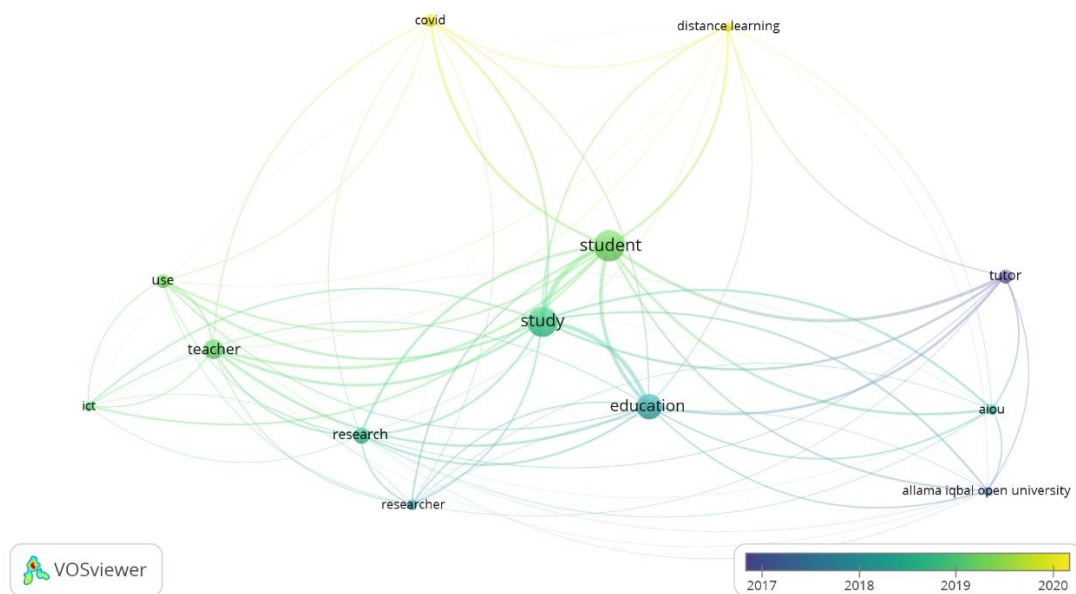 covid
distance learning
student
use
tutor
study
teacher
ict
education
aiou
research
allama iqbal open university
researcher
VOSviewer
2017 2018 2019 2020